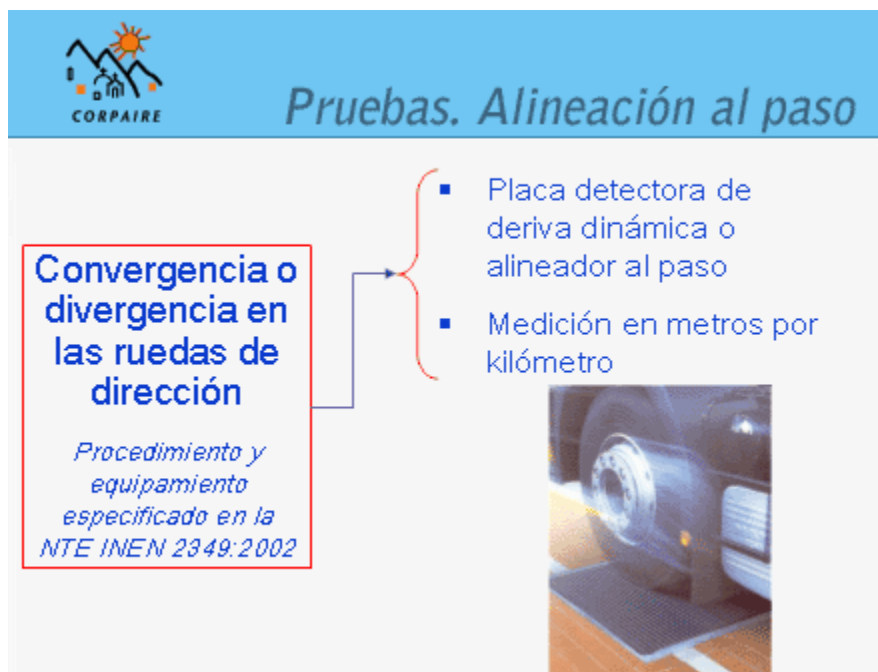 CORPAIRE
Pruebas. Alineación al paso
Convergencia o
divergencia en
las ruedas de
dirección
Procedimiento y
equipamiento
especificado en la
NTE INEN 2349:2002
▪ Placa detectora de
deriva dinámica o
alineador al paso
▪ Medición en metros por
kilómetro